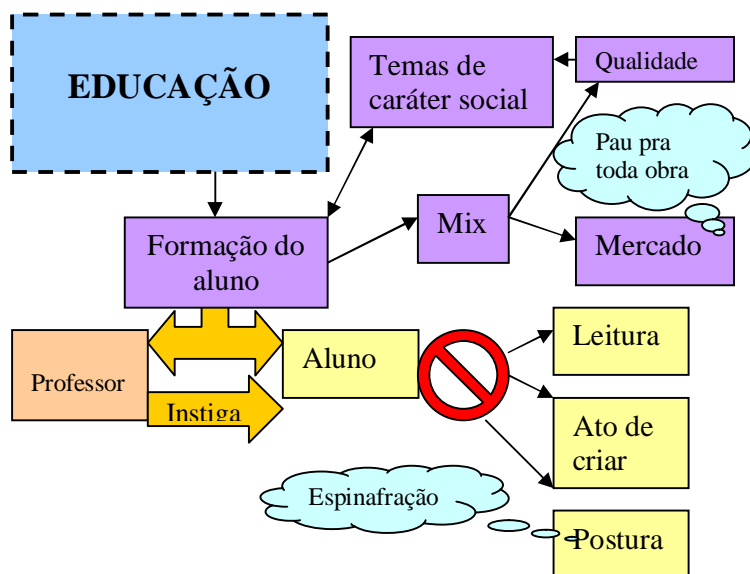 EDUCAÇÃO
Temas de
caráter social
Qualidade
Pau pra
toda obra
Mix
Mercado
Formação do
aluno
Professor
Instiga
Aluno
Leitura
Ato de
criar
Espinafração
Postura